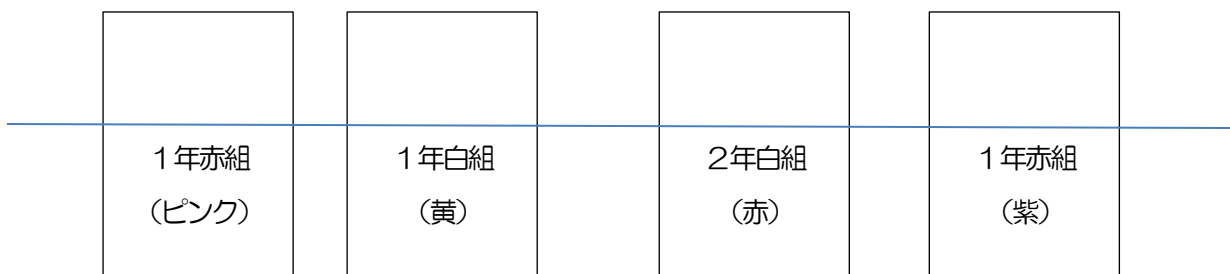 １年赤組
（ピンク）
１年白組
（黄）
２年白組
（赤）
１年赤組
（紫）